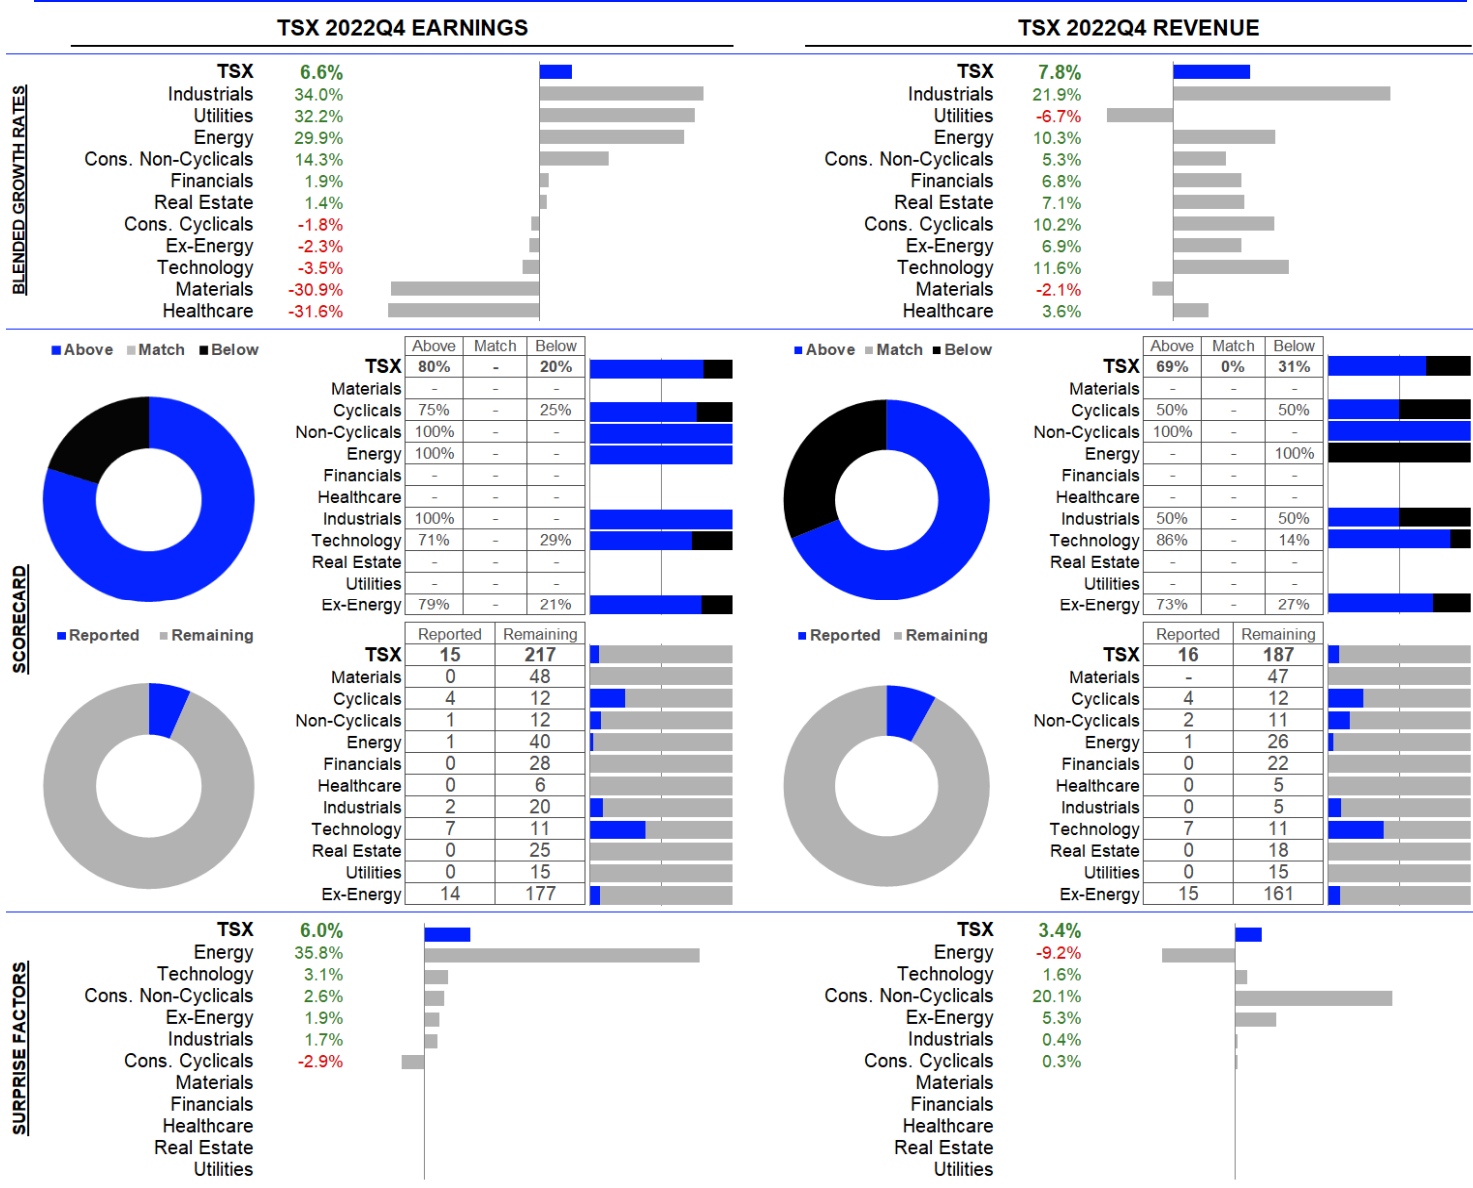 TSX 2022Q4 EARNINGS
BLENDED GROWTH RATES
TSX 6.6%
Industrials 34.0%
Utilities 32.2%
Energy 29.9%
Cons. Non-Cyclicals 14.3%
Financials 1.9%
Real Estate 1.4%
Cons. Cyclicals -1.8%
Ex-Energy -2.3%
Technology -3.5%
Materials -30.9%
Healthcare -31.6%
TSX 2022Q4 REVENUE
TSX 7.8%
Industrials 21.9%
Utilities -6.7%
Energy 10.3%
Cons. Non-Cyclicals 5.3%
Financials 6.8%
Real Estate 7.1%
Cons. Cyclicals 10.2%
Ex-Energy 6.9%
Technology 11.6%
Materials -2.1%
Healthcare 3.6%
SCORECARD
Above Match Below
Above Match Below
TSX 80% - 20%
Materials - - -
Cyclicals 75% - 25%
Non-Cyclicals 100% - -
Energy 100% - -
Financials - - -
Healthcare - - -
Industrials 100% - -
Technology 71% - 29%
Real Estate - - -
Utilities - - -
Ex-Energy 79% - 21%
Above Match Below
Above Match Below
TSX 69% 0% 31%
Materials - - -
Cyclicals 50% - 50%
Non-Cyclicals 100% - -
Energy - - 100%
Financials - - -
Healthcare - - -
Industrials 50% - 50%
Technology 86% - 14%
Real Estate - - -
Utilities - - -
Ex-Energy 73% - 27%
Reported Remaining
Reported Remaining
TSX 15 217
Materials 0 48
Cyclicals 4 12
Non-Cyclicals 1 12
Energy 1 40
Financials 0 28
Healthcare 0 6
Industrials 2 20
Technology 7 11
Real Estate 0 25
Utilities 0 15
Ex-Energy 14 177
Reported Remaining
Reported Remaining
TSX 16 187
Materials - 47
Cyclicals 4 12
Non-Cyclicals 2 11
Energy 1 26
Financials 0 22
Healthcare 0 5
Industrials 0 5
Technology 7 11
Real Estate 0 18
Utilities 0 15
Ex-Energy 15 161
SURPRISE FACTORS
TSX 6.0%
Energy 35.8%
Technology 3.1%
Cons. Non-Cyclicals 2.6%
Ex-Energy 1.9%
Industrials 1.7%
Cons. Cyclicals -2.9%
Materials
Financials
Healthcare
Real Estate
Utilities
TSX 3.4%
Energy -9.2%
Technology 1.6%
Cons. Non-Cyclicals 20.1%
Ex-Energy 5.3%
Industrials 0.4%
Cons. Cyclicals 0.3%
Materials
Financials
Healthcare
Real Estate
Utilities